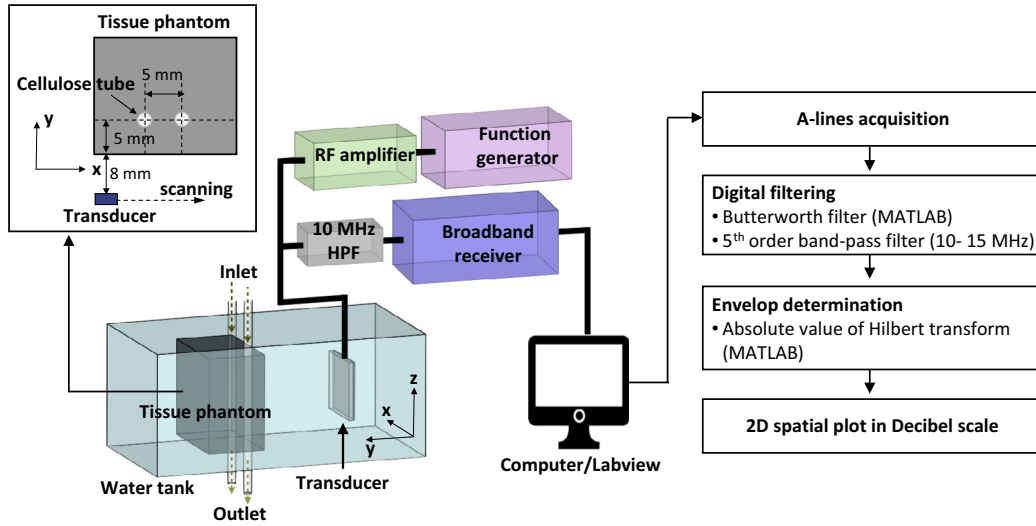 Tissue phantom
5 mm
Cellulose tube
y
5 mm
x
8 mm
scanning
Transducer
RF amplifier
Function
generator
10 MHz
HPF
Broadband
receiver
Inlet
Tissue phantom
z
x
y
Water tank
Transducer
Outlet
Computer/Labview
A-lines acquisition
Digital filtering
• Butterworth filter (MATLAB)
• 5th order band-pass filter (10- 15 MHz)
Envelop determination
• Absolute value of Hilbert transform
(MATLAB)
2D spatial plot in Decibel scale